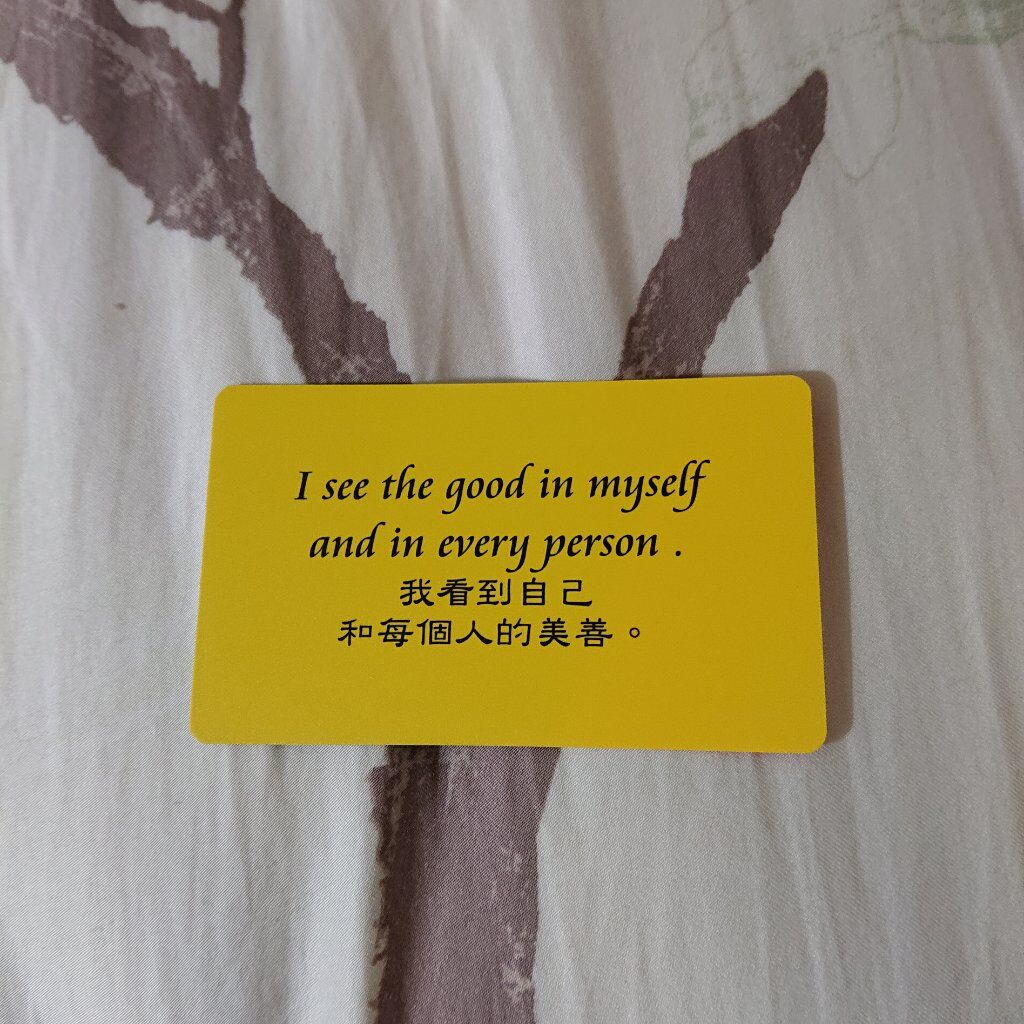 I see the good in myself
and in every person .
我看到自己
和每個人的美善。